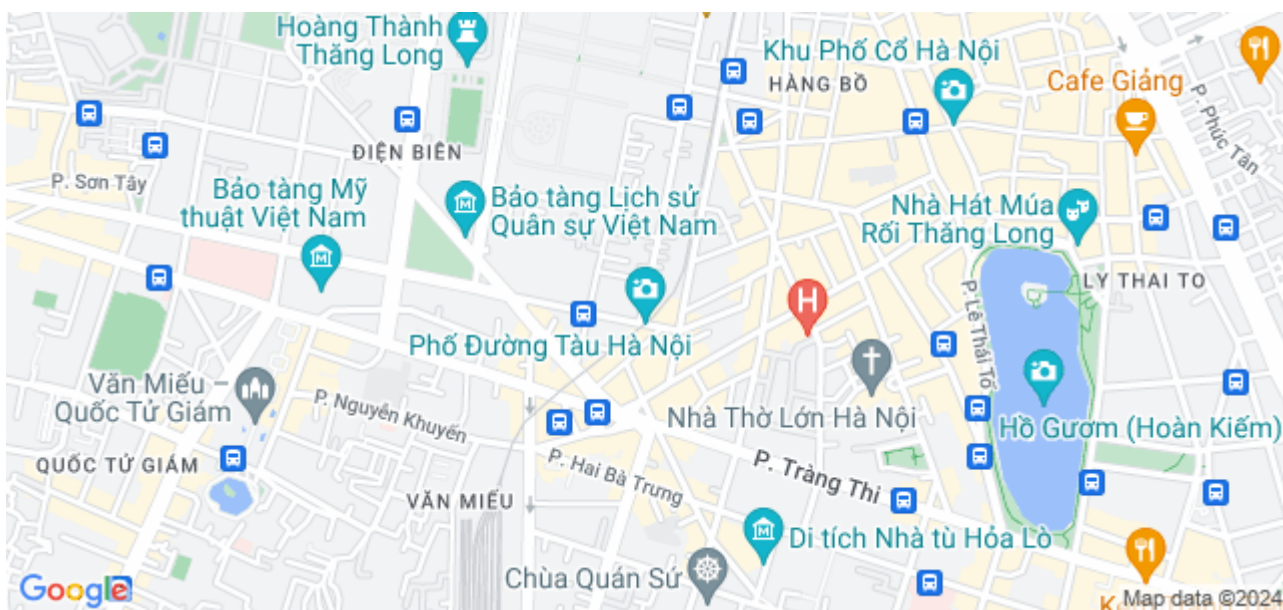 Hoàng Thành
Thăng Long
Khu Phố Cổ Hà Nội
HÀNG BỒ
Cafe Giảng
P. Phúc Tân
ĐIỆN BIÊN
P. Sơn Tây
Bảo tàng Mỹ
thuật Việt Nam
Bảo tàng Lịch sử
Quân sự Việt Nam
Nhà Hát Múa
Rối Thăng Long
LY THAI TO
P. Lê Thái Tổ
H
Phố Đường Tàu Hà Nội
Văn Miếu –
Quốc Tử Giám
P. Nguyễn Khuyến
Nhà Thờ Lớn Hà Nội
Hồ Gươm (Hoàn Kiếm)
QUỐC TỬ GIÁM
P. Hai Bà Trưng
P. Tràng Thi
VĂN MIẾU
Di tích Nhà tù Hỏa Lò
Chùa Quán Sứ
Google
Map data ©2024